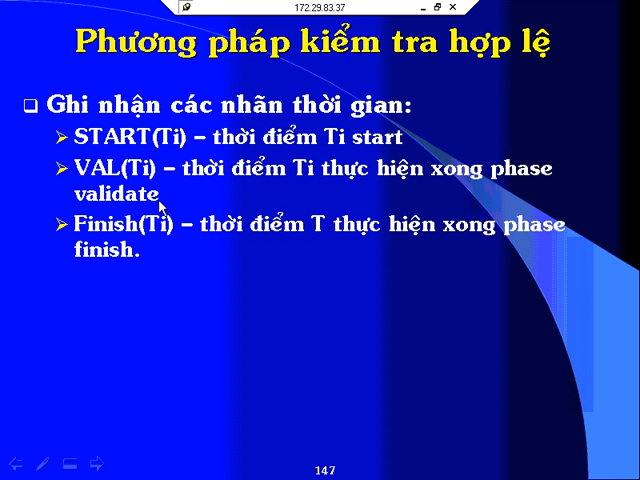 172.29.83.37
Phương pháp kiểm tra hợp lệ
Ghi nhận các nhãn thời gian:
START(Ti) – thời điểm Ti start
VAL(Ti) – thời điểm Ti thực hiện xong phase
validate
Finish(Ti) – thời điểm T thực hiện xong phase
finish.
147